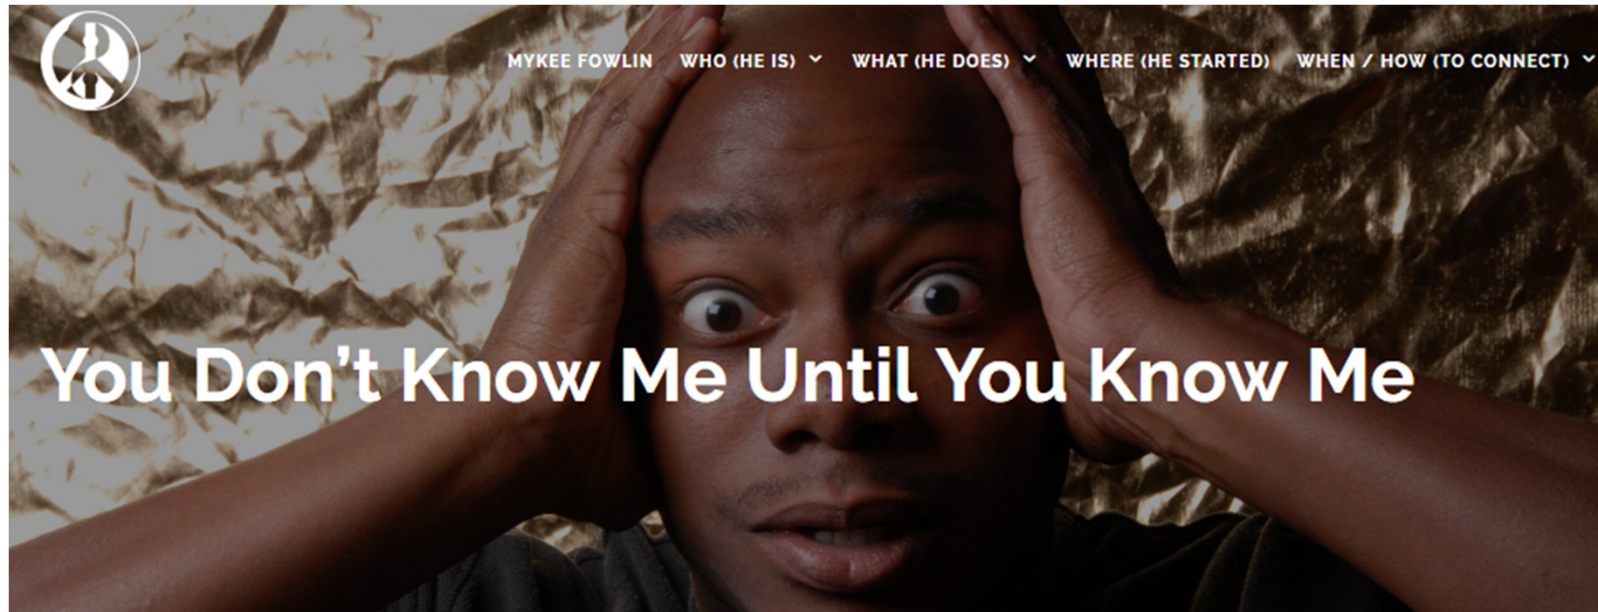 MYKEE FOWLIN WHO (HE IS) WHAT (HE DOES) WHERE (HE STARTED) WHEN / HOW (TO CONNECT)
You Don’t Know Me Until You Know Me